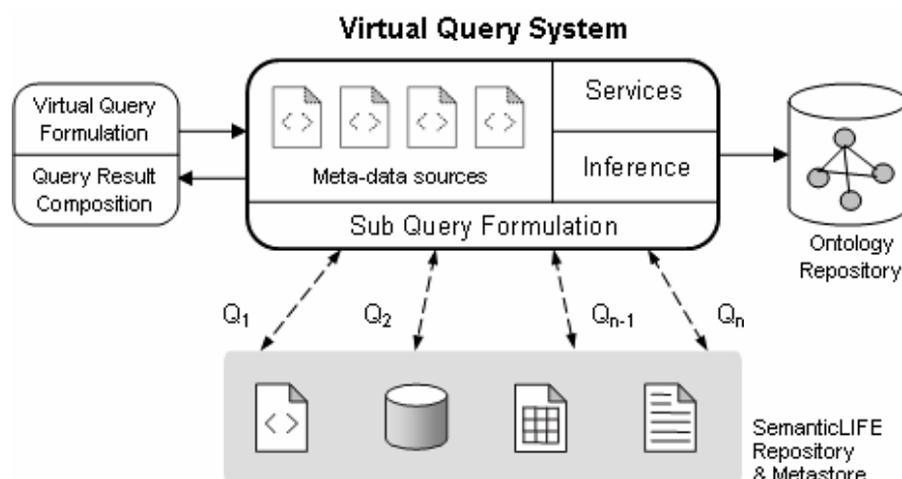 Virtual Query System
Virtual Query
Formulation
Query Result
Composition
< >
< >
< >
< >
Meta-data sources
Services
Inference
Sub Query Formulation
Ontology
Repository
Q1
Q2
Qn-1
Qn
< >
SemanticLIFE
Repository
& Metastore